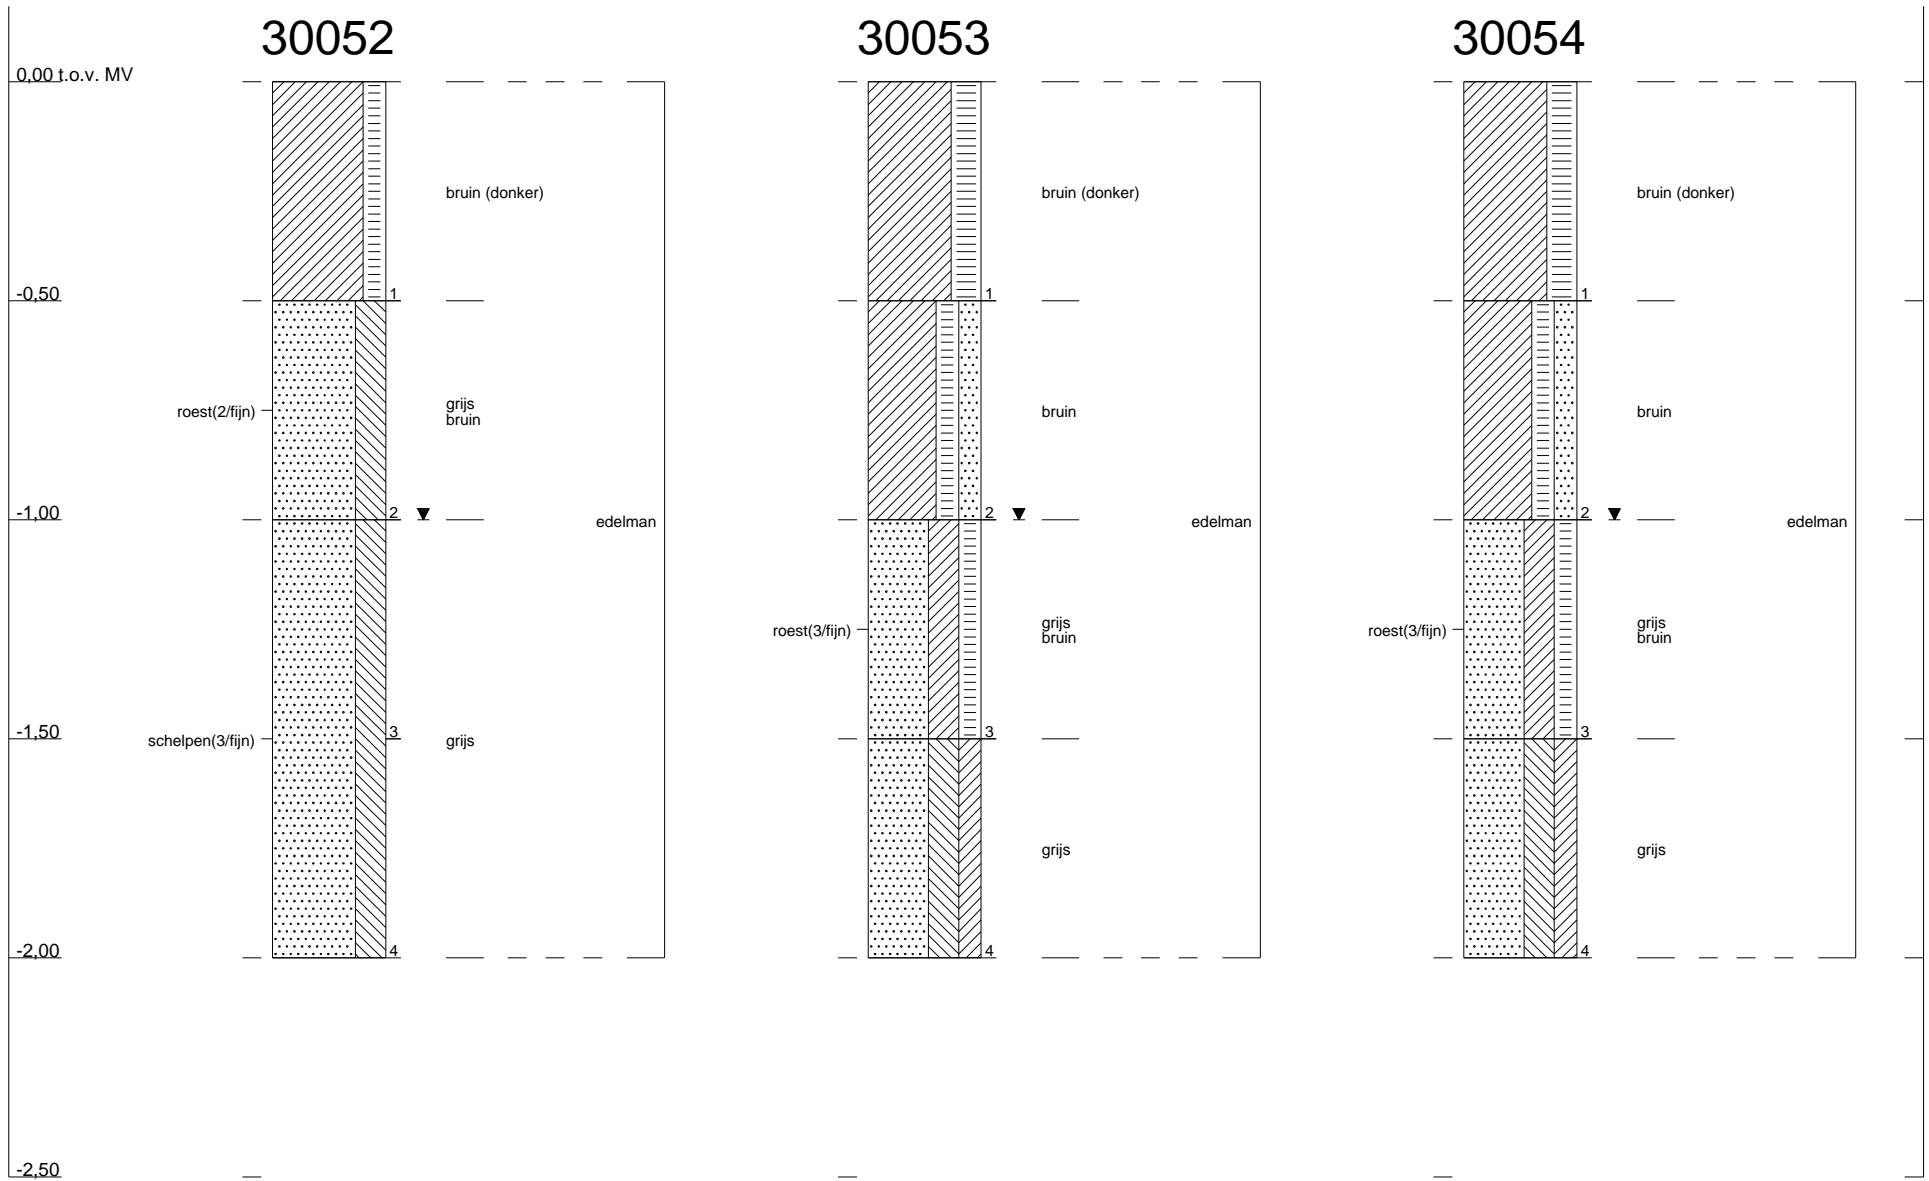 30052 30053 30054
0,00 t.o.v. MV
bruin (donker) bruin (donker) bruin (donker)
-0,50 1 1 1
roest(2/fijn) grijs
bruin bruin bruin
-1,00 2 2 2
edelman edelman edelman
roest(3/fijn) grijs roest(3/fijn) grijs
bruin bruin
-1,50 3 3 3
schelpen(3/fijn) grijs
grijs grijs
-2,00 4 4 4
-2,50